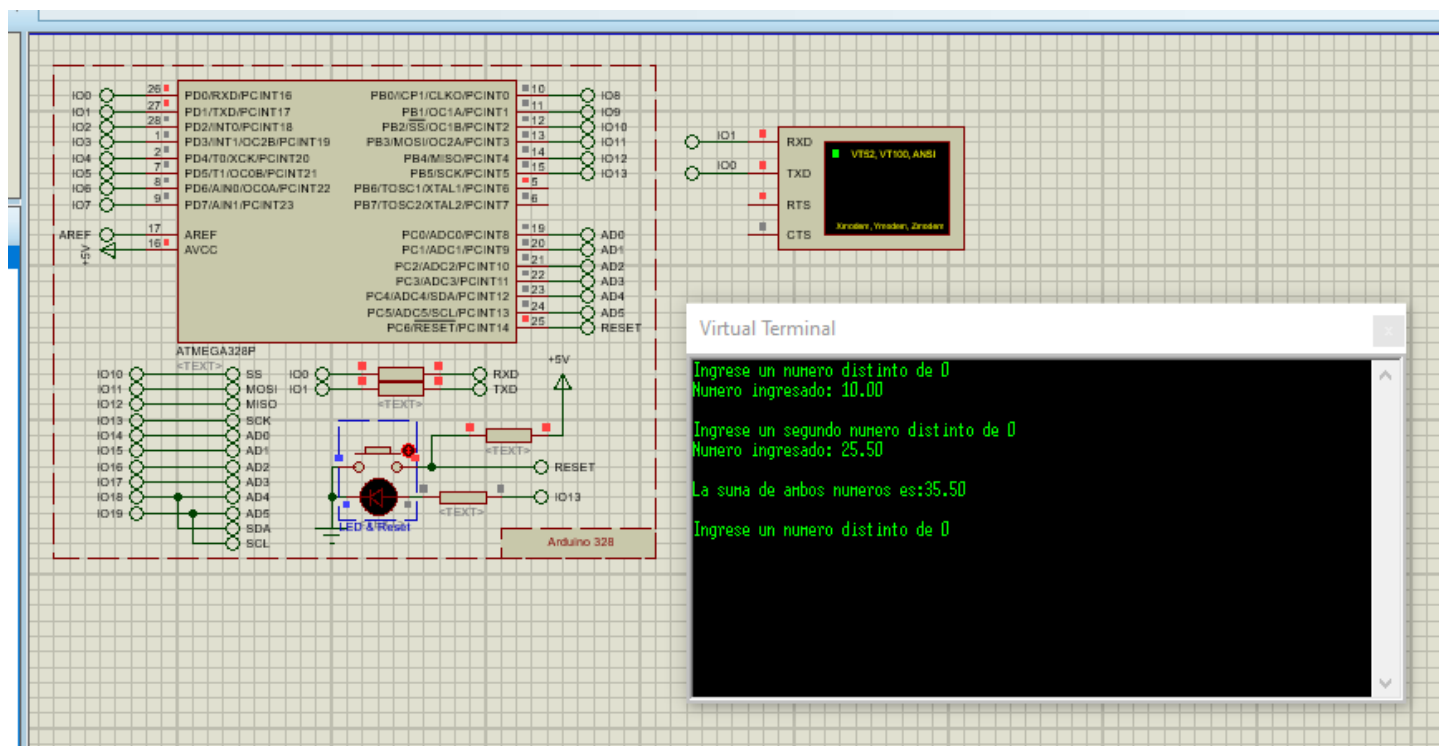 IO0 26 PD0/RXD/PCINT16 PB0/ICP1/CLKO/PCINT0 10 IO8
IO1 27 PD1/TXD/PCINT17 PB1/OC1A/PCINT1 11 IO9
IO2 28 PD2/INT0/PCINT18 PB2/SS/OC1B/PCINT2 12 IO10
IO3 1 PD3/INT1/OC2B/PCINT19 PB3/MOSI/OC2A/PCINT3 13 IO11
IO4 2 PD4/T0/XCK/PCINT20 PB4/MISO/PCINT4 14 IO12
IO5 7 PD5/T1/OC0B/PCINT21 PB5/SCK/PCINT5 15 IO13
IO6 8 PD6/AIN0/OC0A/PCINT22 PB6/TOSC1/XTAL1/PCINT6 5
IO7 9 PD7/AIN1/PCINT23 PB7/TOSC2/XTAL2/PCINT7 6
AREF 17 AREF PC0/ADC0/PCINT8 19 AD0
+5V 16 AVCC PC1/ADC1/PCINT9 20 AD1
PC2/ADC2/PCINT10 21 AD2
PC3/ADC3/PCINT11 22 AD3
PC4/ADC4/SDA/PCINT12 23 AD4
PC5/ADC5/SCL/PCINT13 24 AD5
PC6/RESET/PCINT14 25 RESET
ATMEGA328P
<TEXT>
IO10 SS
IO11 MOSI
IO12 MISO
IO13 SCK
IO14 AD0
IO15 AD1
IO16 AD2
IO17 AD3
IO18 AD4
IO19 AD5
SDA
SCL
IO0 RXD
IO1 TXD
<TEXT>
+5V
<TEXT>
RESET
IO13
<TEXT>
LED & Reset
Arduino 328
IO1 RXD
IO0 TXD
RTS
CTS
VT52, VT100, ANSI
Xmodem, Ymodem, Zmodem
Virtual Terminal
x
Ingrese un numero distinto de 0
Numero ingresado: 10.00
Ingrese un segundo numero distinto de 0
Numero ingresado: 25.50
La suma de ambos numeros es:35.50
Ingrese un numero distinto de 0